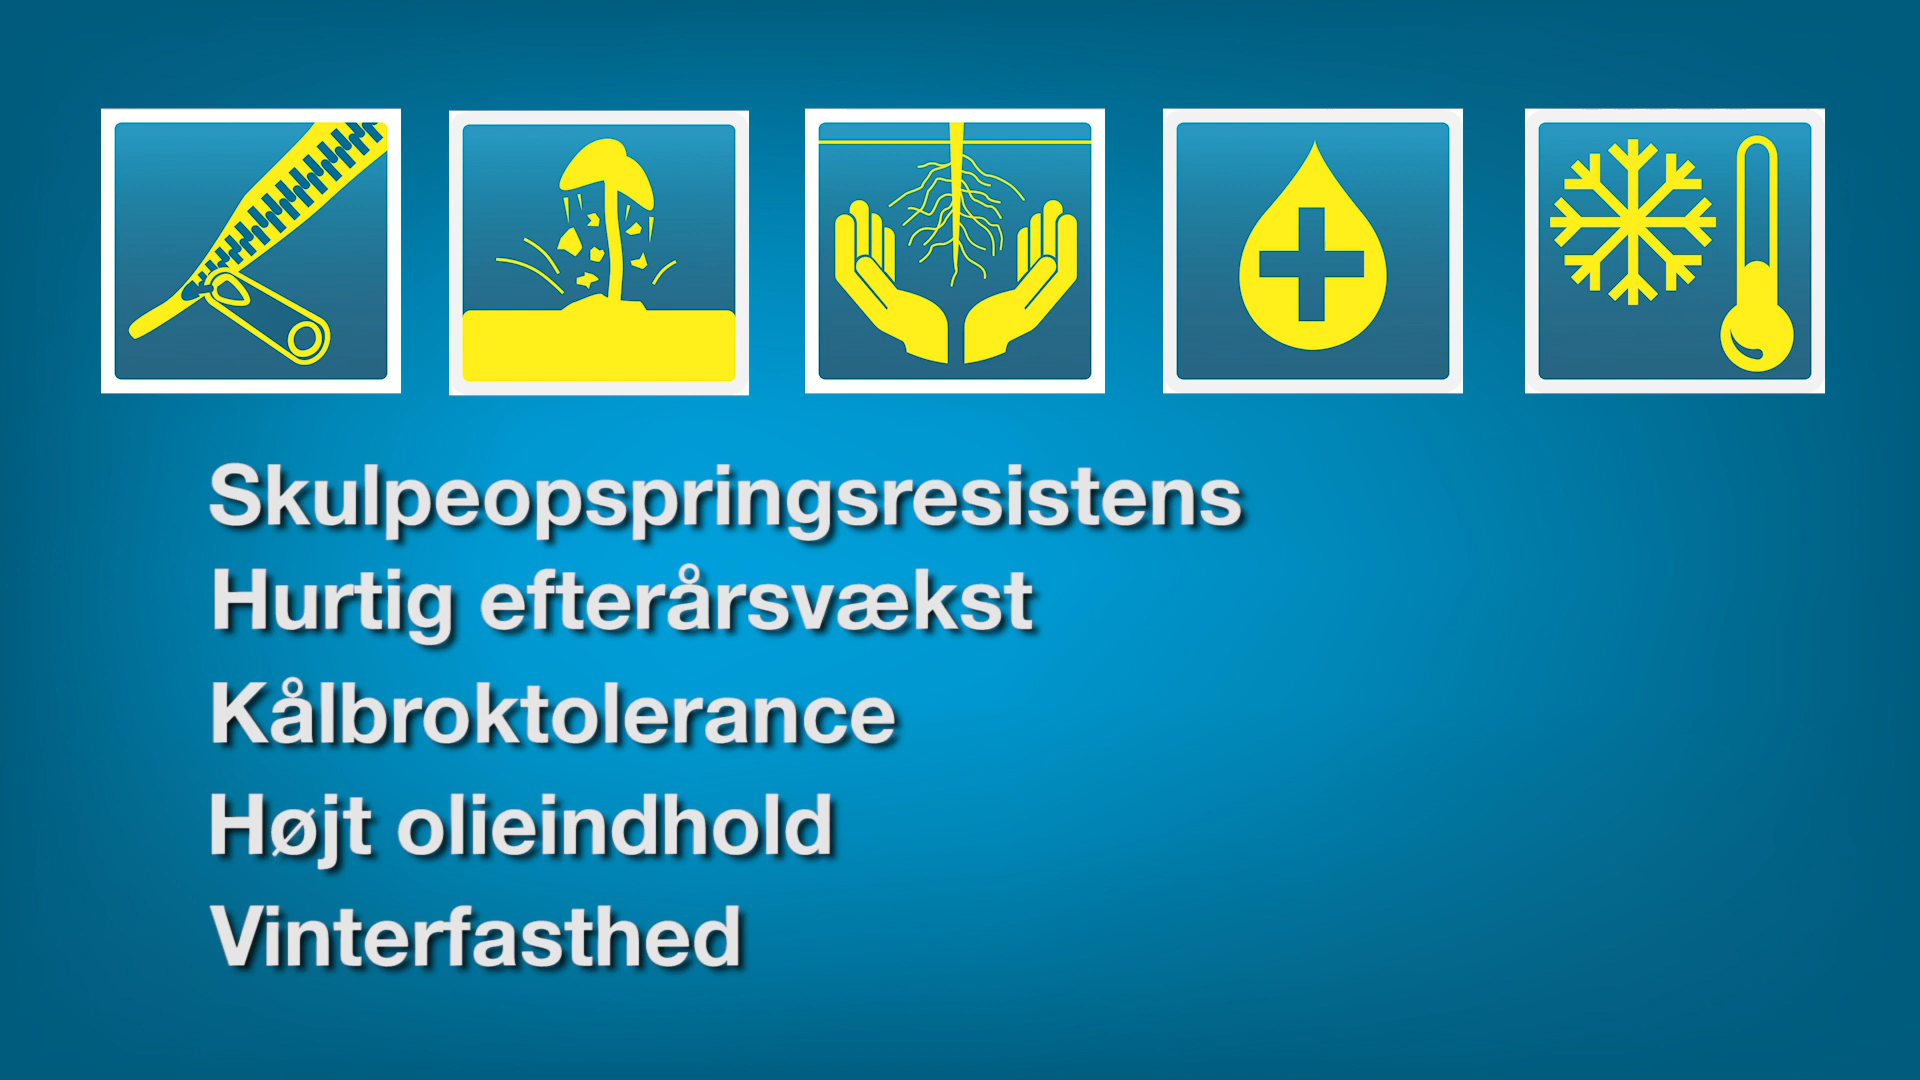 Skulpeopspringsresistens
Hurtig efterårsvækst
Kålbroktolerance
Højt olieindhold
Vinterfasthed